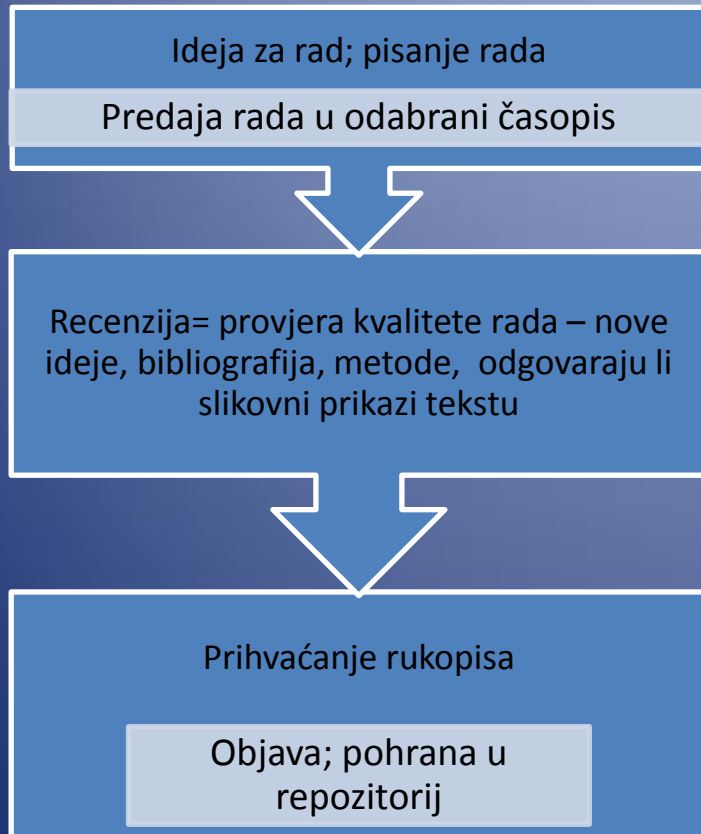 Ideja za rad; pisanje rada
Predaja rada u odabrani časopis
Recenzija= provjera kvalitete rada – nove
ideje, bibliografija, metode, odgovaraju li
slikovni prikazi tekstu
Prihvaćanje rukopisa
Objava; pohrana u
repozitorij